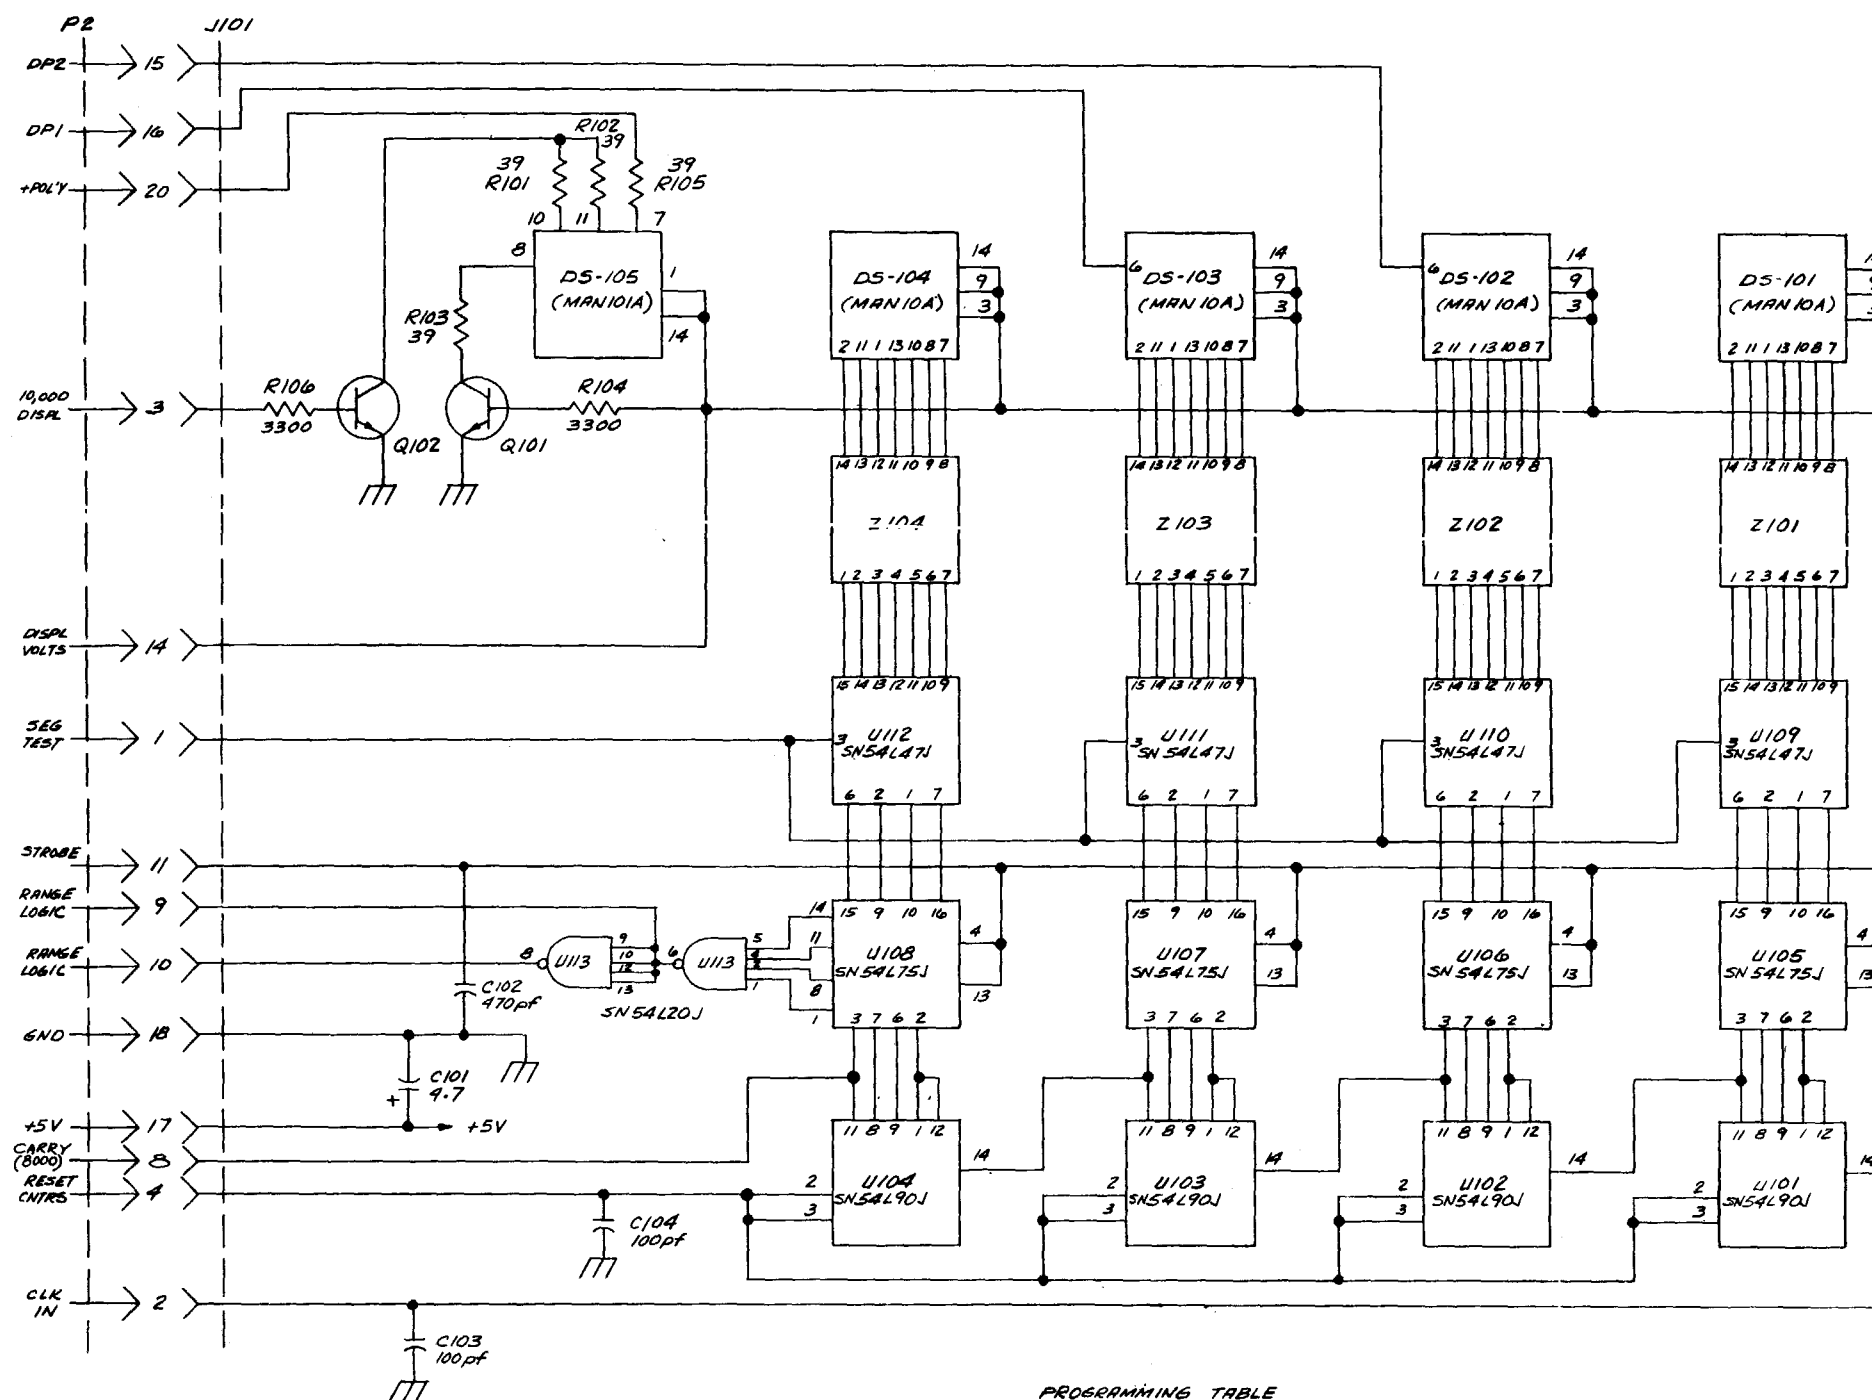 P2 J101
DP2 15
DP1 16
+POL'Y 20
R102
39
39
R101
39
R105
10 11 7
8
DS-105
(MAN101A)
1
14
R103
39
DS-104
(MAN10A)
14
9
3
2 11 1 13 10 8 7
6 DS-103
(MAN10A)
14
9
3
2 11 1 13 10 8 7
6 DS-102
(MAN10A)
14
9
3
2 11 1 13 10 8 7
DS-101
(MAN10A)
2 11 1 13 10 8 7
10,000
DISPL 3
R106
3300
Q102
Q101
R104
3300
14 13 12 11 10 9 8
Z104
1 2 3 4 5 6 7
14 13 12 11 10 9 8
Z103
1 2 3 4 5 6 7
14 13 12 11 10 9 8
Z102
1 2 3 4 5 6 7
14 13 12 11 10 9 8
Z101
1 2 3 4 5 6 7
DISPL
VOLTS 14
SEG
TEST 1
15 14 13 12 11 10 9
3 U112
SN54L47J
6 2 1 7
15 14 13 12 11 10 9
3 U111
SN54L47J
6 2 1 7
15 14 13 12 11 10 9
3 U110
SN54L47J
6 2 1 7
15 14 13 12 11 10 9
3 U109
SN54L47J
6 2 1 7
STROBE 11
RANGE
LOGIC 9
RANGE
LOGIC 10
8 U113
9
10
12
13
6 U113
5
4
2
1
SN54L20J
C102
470pf
14
11
8
1
15 9 10 16
U108
SN54L75J
4
13
3 7 6 2
15 9 10 16
U107
SN54L75J
4
13
3 7 6 2
15 9 10 16
U106
SN54L75J
4
13
3 7 6 2
15 9 10 16
U105
SN54L75J
4
13
3 7 6 2
GND 18
C101
4.7
+
+5V 17 +5V
CARRY
(8000) 8
RESET
CNTRS 4
C104
100pf
11 8 9 1 12
U104
SN54L90J
2
3
14
11 8 9 1 12
U103
SN54L90J
2
3
14
11 8 9 1 12
U102
SN54L90J
2
3
14
11 8 9 1 12
U101
SN54L90J
2
3
14
CLK
IN 2
C103
100pf
PROGRAMMING TABLE